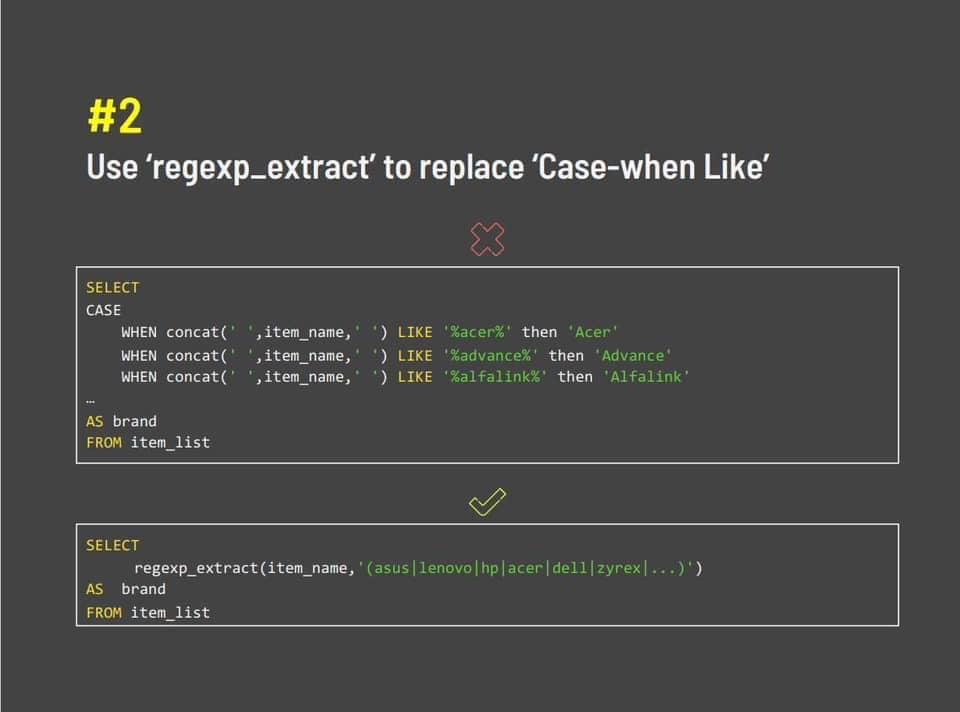 #2
Use ‘regexp_extract’ to replace ‘Case-when Like’
SELECT
CASE
WHEN concat(' ',item_name,' ') LIKE '%acer%' then 'Acer'
WHEN concat(' ',item_name,' ') LIKE '%advance%' then 'Advance'
WHEN concat(' ',item_name,' ') LIKE '%alfalink%' then 'Alfalink'
…
AS brand
FROM item_list
SELECT
regexp_extract(item_name,'(asus|lenovo|hp|acer|dell|zyrex|...)')
AS brand
FROM item_list